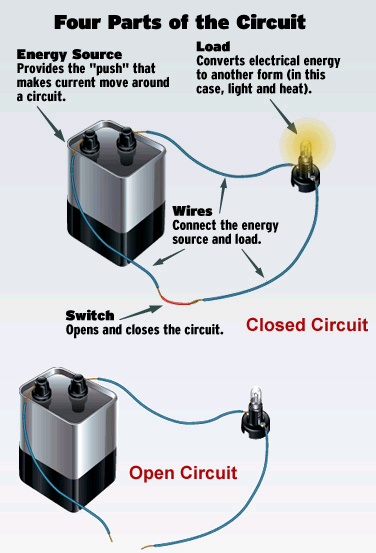 Four Parts of the Circuit
Energy Source
Provides the "push" that
makes current move around
a circuit.
Load
Converts electrical energy
to another form (in this
case, light and heat).
Wires
Connect the energy
source and load.
Switch
Opens and closes the circuit.
Closed Circuit
Open Circuit